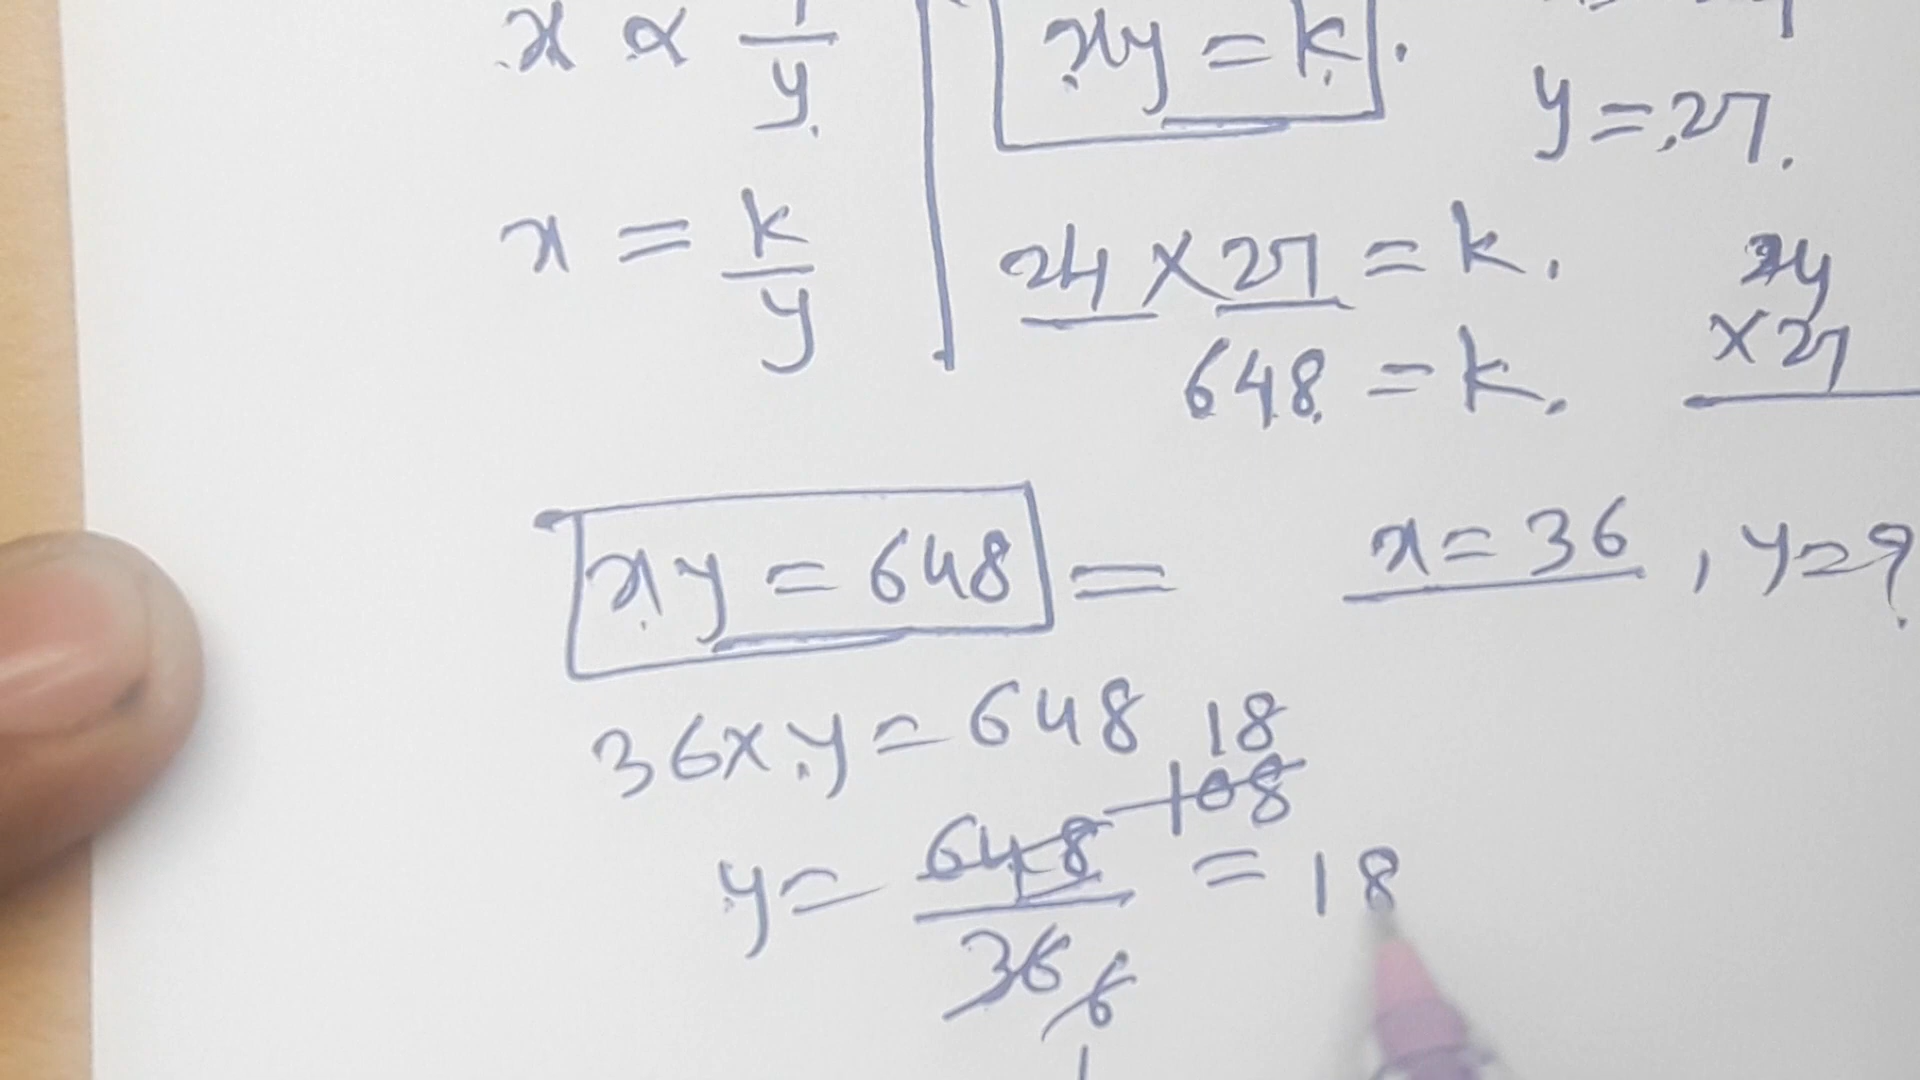 x ∝ 1/y
xy = k.
y = 27.
x = k/y
24 × 27 = k.
648 = k.
24
×27
xy = 648 =
x = 36, y = ?
36 × y = 648
y = 648/36 = 18
108
18
6
1